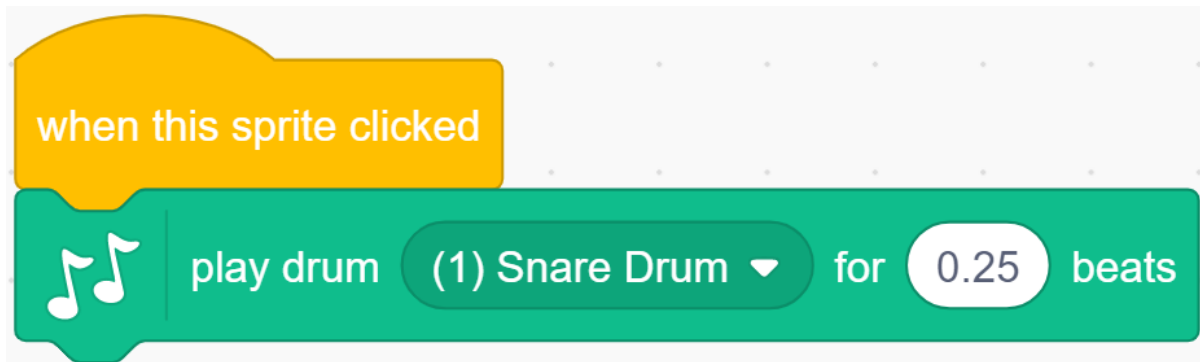 when this sprite clicked
play drum (1) Snare Drum for 0.25 beats